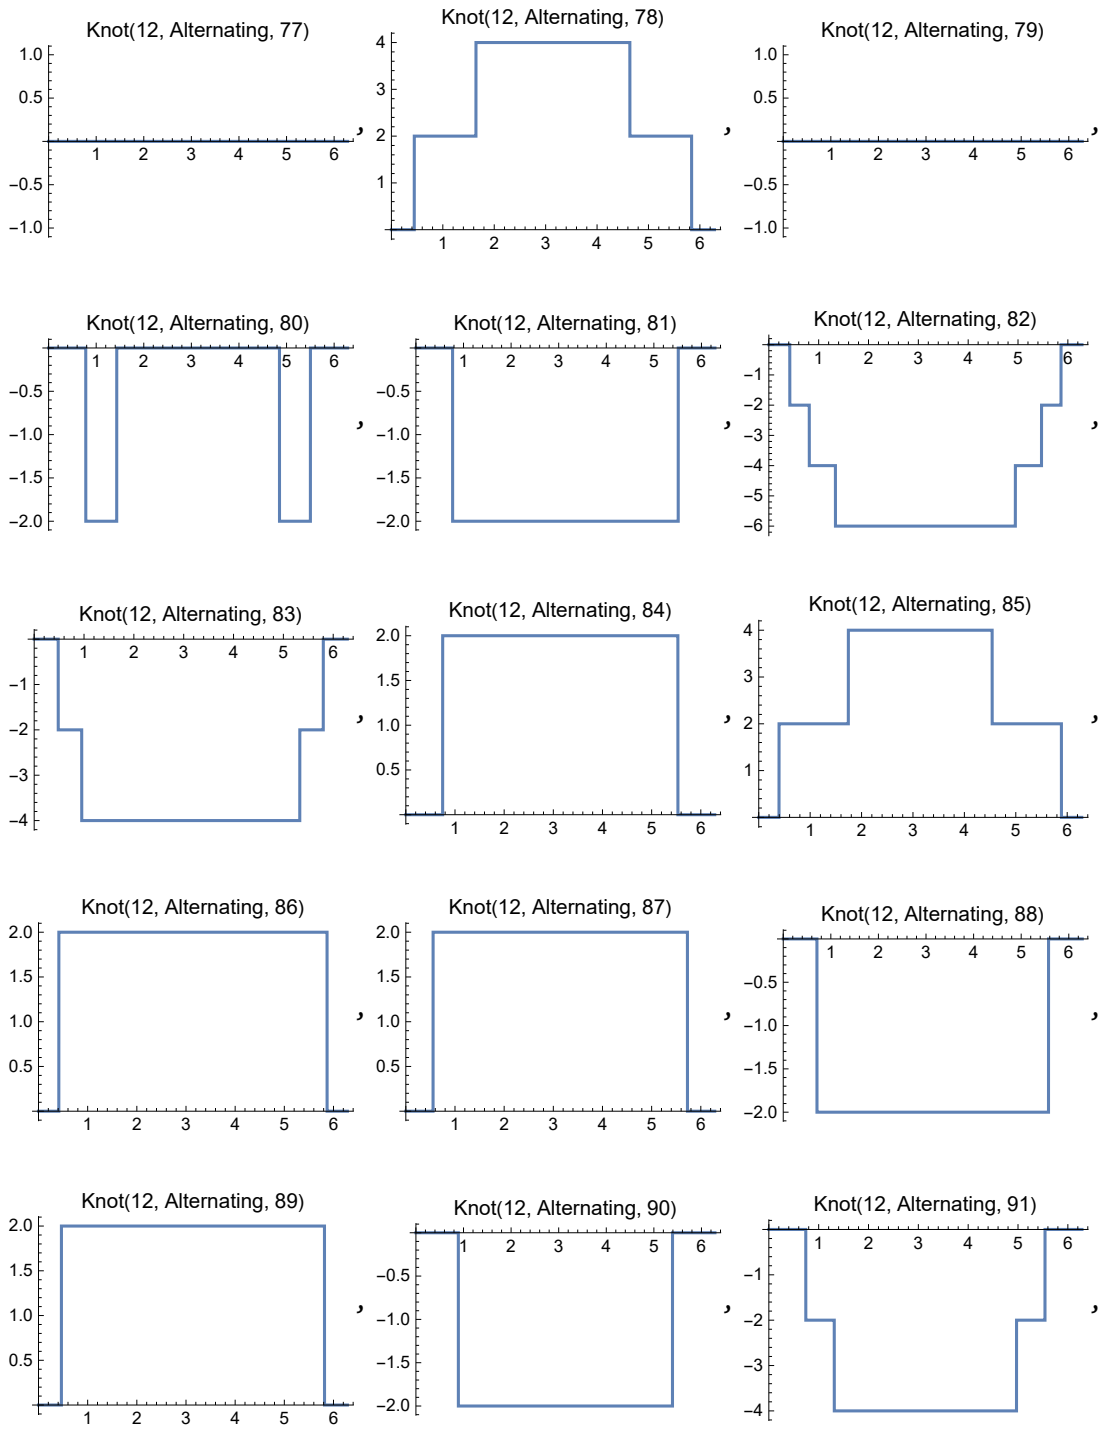 Knot(12, Alternating, 77)
1.0
0.5
1 2 3 4 5 6
−0.5
−1.0
,
Knot(12, Alternating, 78)
4
3
2
1
1 2 3 4 5 6
,
Knot(12, Alternating, 79)
1.0
0.5
1 2 3 4 5 6
−0.5
−1.0
,
Knot(12, Alternating, 80)
1 2 3 4 5 6
−0.5
−1.0
−1.5
−2.0
,
Knot(12, Alternating, 81)
1 2 3 4 5 6
−0.5
−1.0
−1.5
−2.0
,
Knot(12, Alternating, 82)
1 2 3 4 5 6
−1
−2
−3
−4
−5
−6
,
Knot(12, Alternating, 83)
1 2 3 4 5 6
−1
−2
−3
−4
,
Knot(12, Alternating, 84)
2.0
1.5
1.0
0.5
1 2 3 4 5 6
,
Knot(12, Alternating, 85)
4
3
2
1
1 2 3 4 5 6
,
Knot(12, Alternating, 86)
2.0
1.5
1.0
0.5
1 2 3 4 5 6
,
Knot(12, Alternating, 87)
2.0
1.5
1.0
0.5
1 2 3 4 5 6
,
Knot(12, Alternating, 88)
1 2 3 4 5 6
−0.5
−1.0
−1.5
−2.0
,
Knot(12, Alternating, 89)
2.0
1.5
1.0
0.5
1 2 3 4 5 6
,
Knot(12, Alternating, 90)
1 2 3 4 5 6
−0.5
−1.0
−1.5
−2.0
,
Knot(12, Alternating, 91)
1 2 3 4 5 6
−1
−2
−3
−4
,